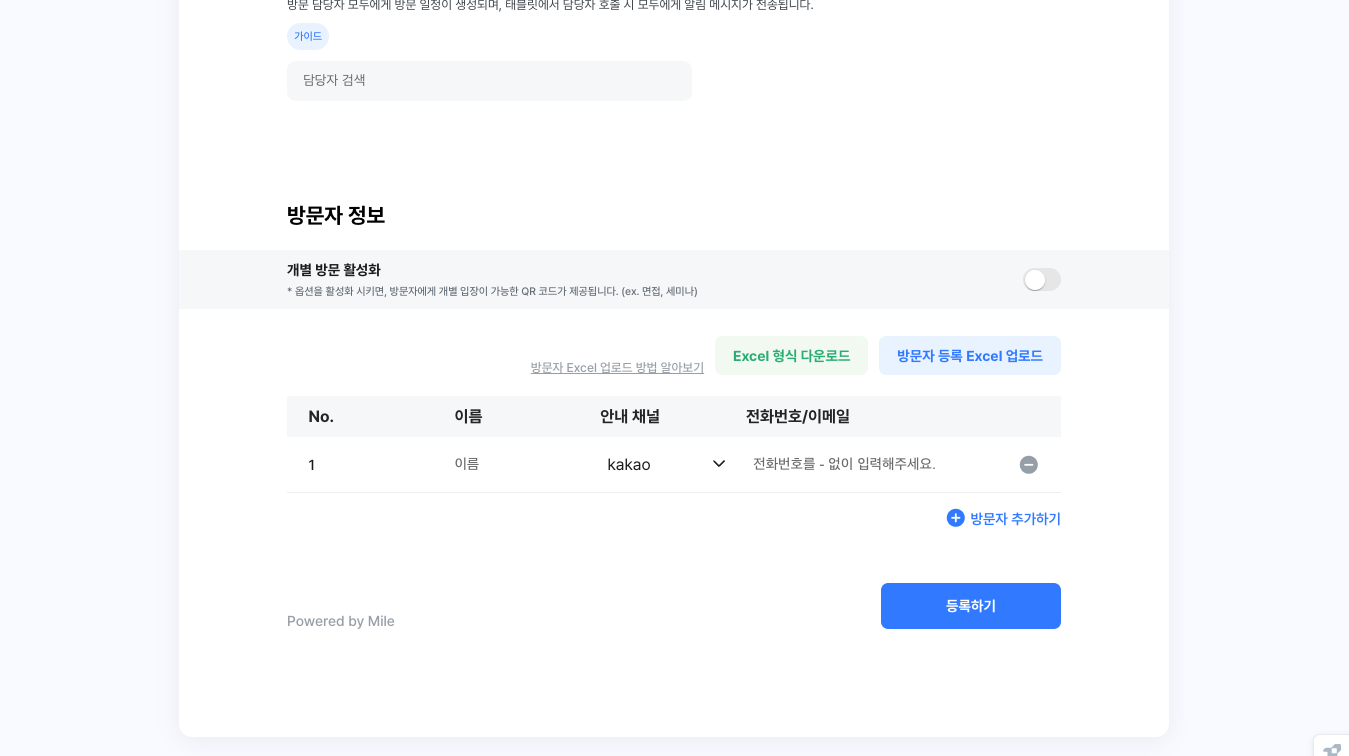 방문 담당자 모두에게 방문 일정이 생성되며, 태블릿에서 담당자 호출 시 모두에게 알림 메시지가 전송됩니다.
가이드
담당자 검색
방문자 정보
개별 방문 활성화
* 옵션을 활성화 시키면, 방문자에게 개별 입장이 가능한 QR 코드가 제공됩니다. (ex. 면접, 세미나)
방문자 Excel 업로드 방법 알아보기
Excel 형식 다운로드
방문자 등록 Excel 업로드
No. 이름 안내 채널 전화번호/이메일
1 이름 kakao 전화번호를 - 없이 입력해주세요.
방문자 추가하기
Powered by Mile
등록하기